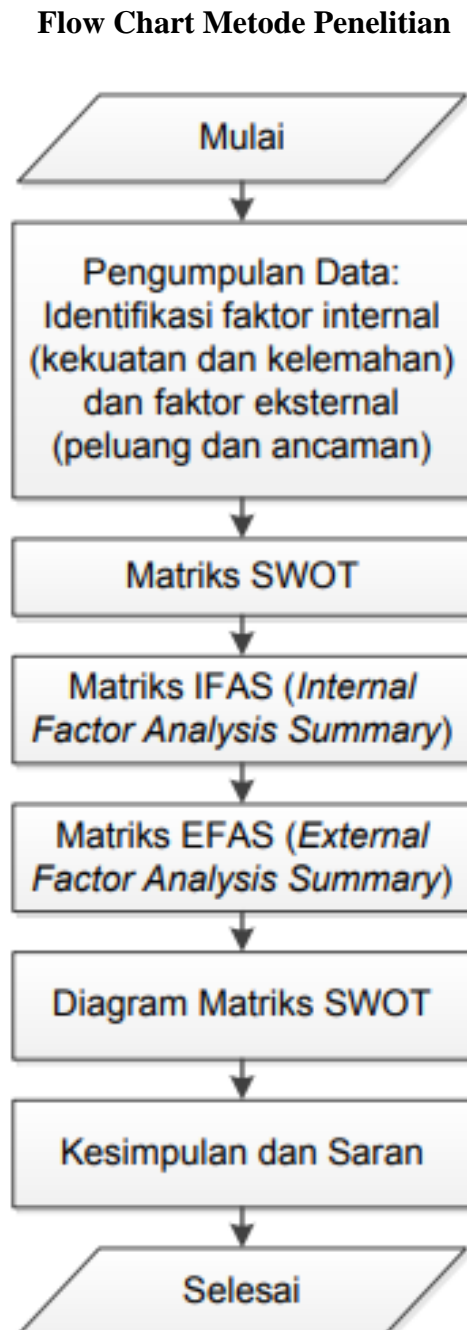 Flow Chart Metode Penelitian
Mulai
Pengumpulan Data:
Identifikasi faktor internal
(kekuatan dan kelemahan)
dan faktor eksternal
(peluang dan ancaman)
Matriks SWOT
Matriks IFAS (Internal
Factor Analysis Summary)
Matriks EFAS (External
Factor Analysis Summary)
Diagram Matriks SWOT
Kesimpulan dan Saran
Selesai